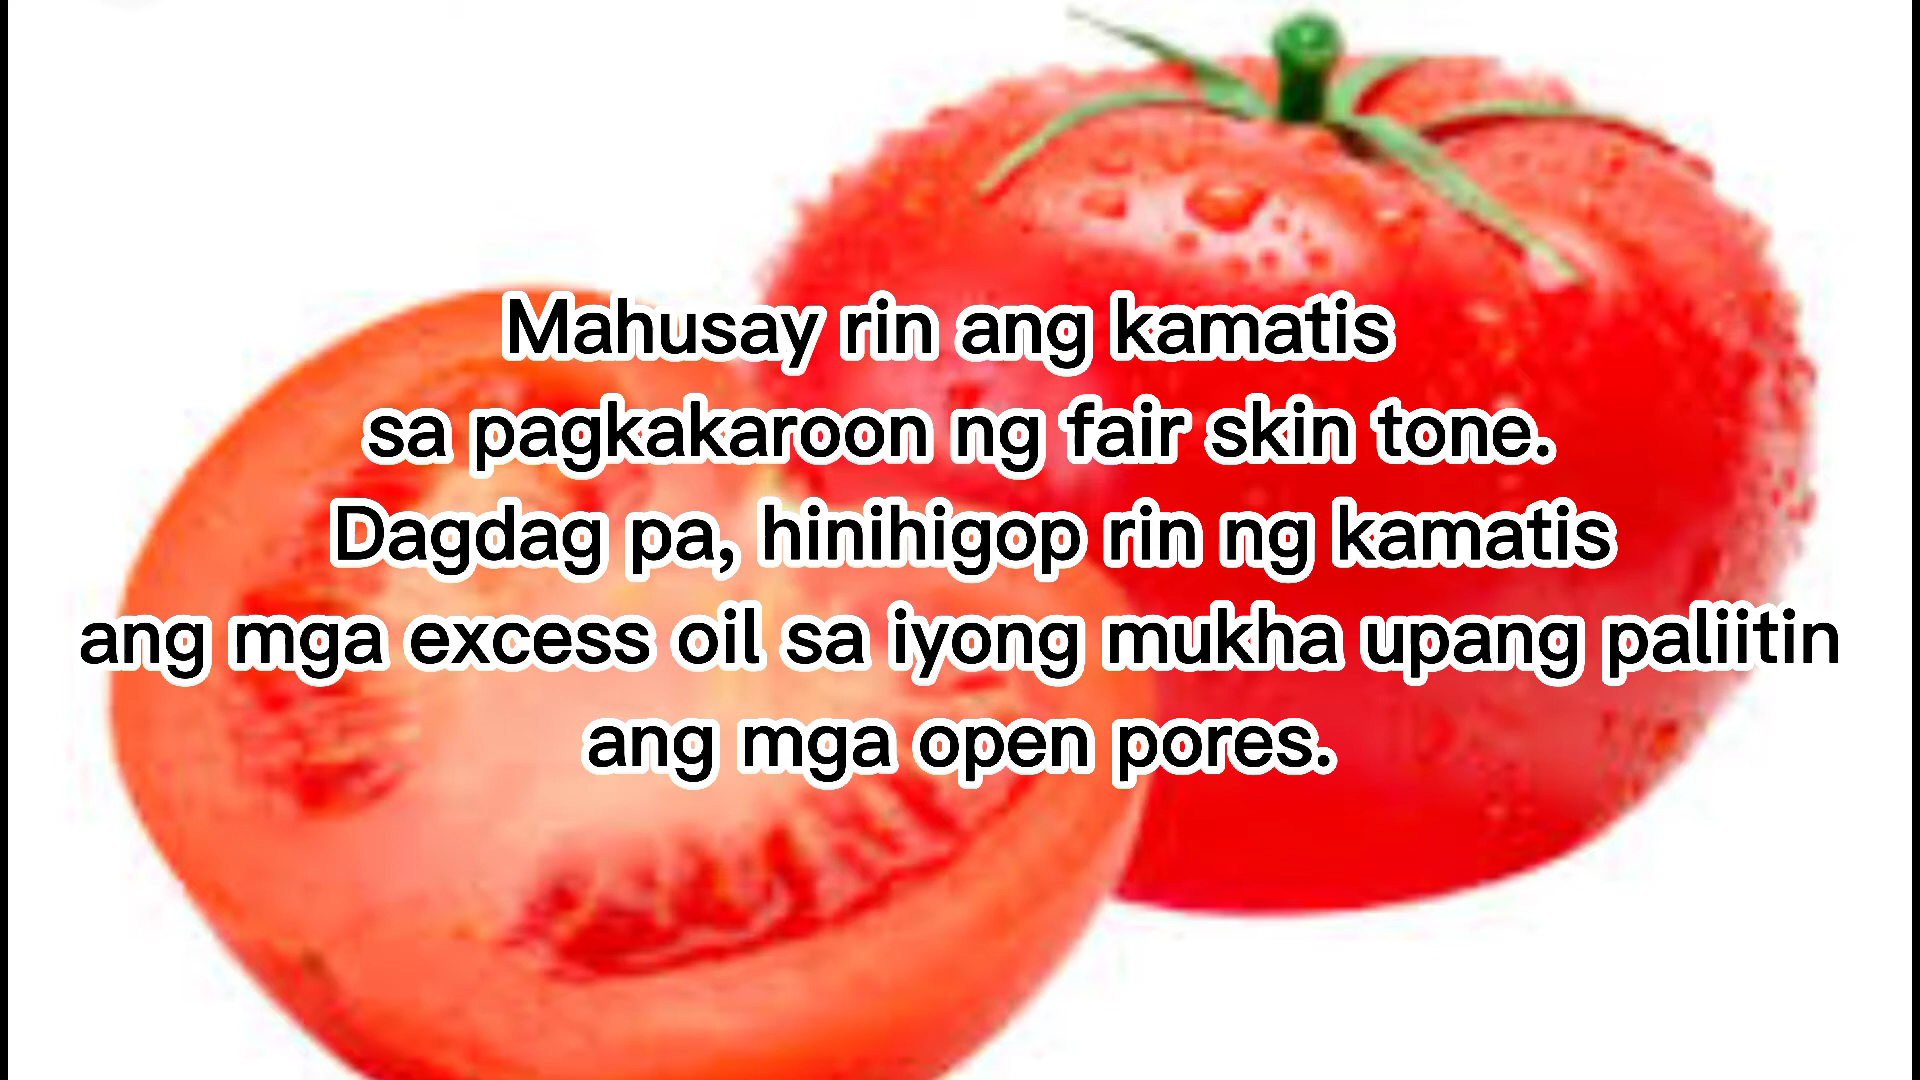 Mahusay rin ang kamatis
sa pagkakaroon ng fair skin tone.
Dagdag pa, hinihigop rin ng kamatis
ang mga excess oil sa iyong mukha upang paliitin
ang mga open pores.